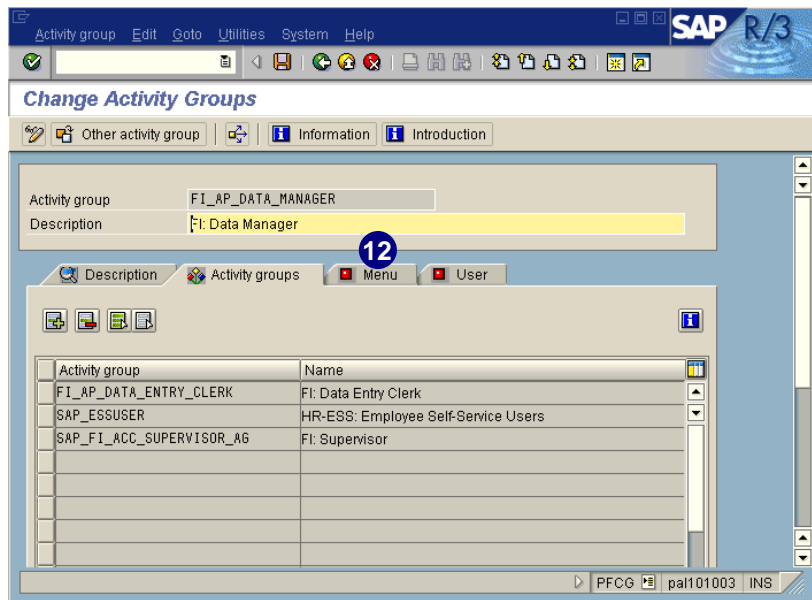 Activity group Edit Goto Utilities System Help
SAP R/3
Change Activity Groups
Other activity group Information Introduction
Activity group FI_AP_DATA_MANAGER
Description FI: Data Manager
12
Description Activity groups Menu User
Activity group Name
FI_AP_DATA_ENTRY_CLERK FI: Data Entry Clerk
SAP_ESSUSER HR-ESS: Employee Self-Service Users
SAP_FI_ACC_SUPERVISOR_AG FI: Supervisor
PFCG pal101003 INS